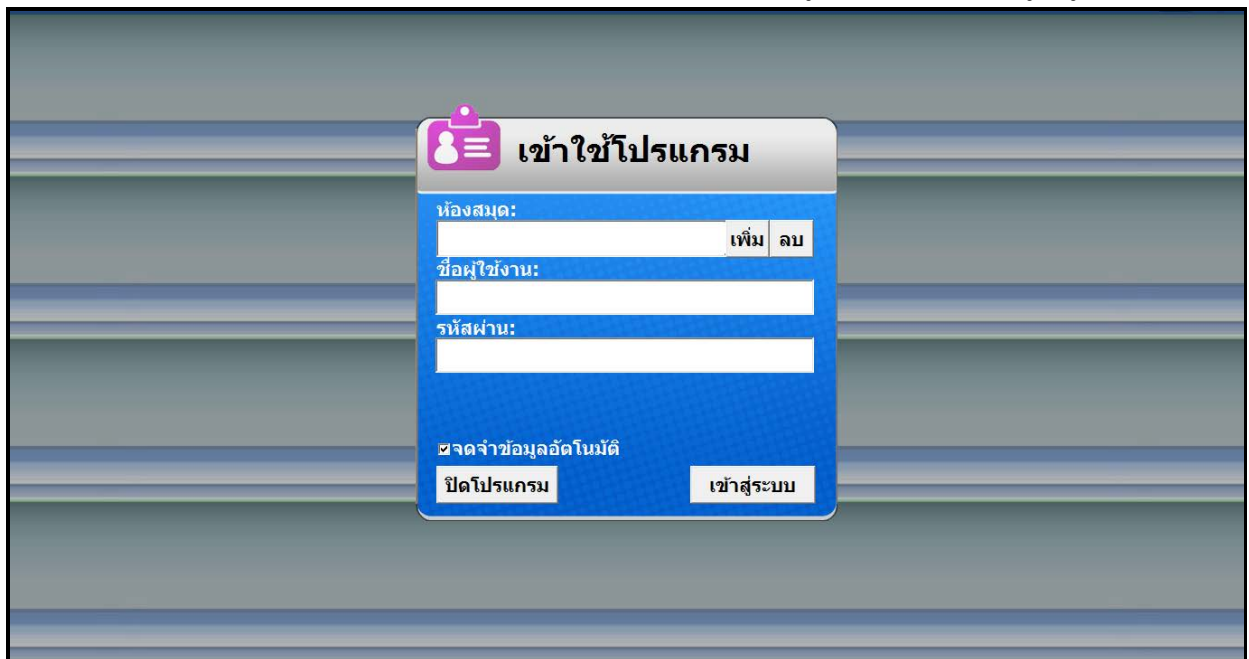 เข้าใช้โปรแกรม
ห้องสมุด:
เพิ่ม ลบ
ชื่อผู้ใช้งาน:
รหัสผ่าน:
จดจำข้อมูลอัตโนมัติ
ปิดโปรแกรม เข้าสู่ระบบ